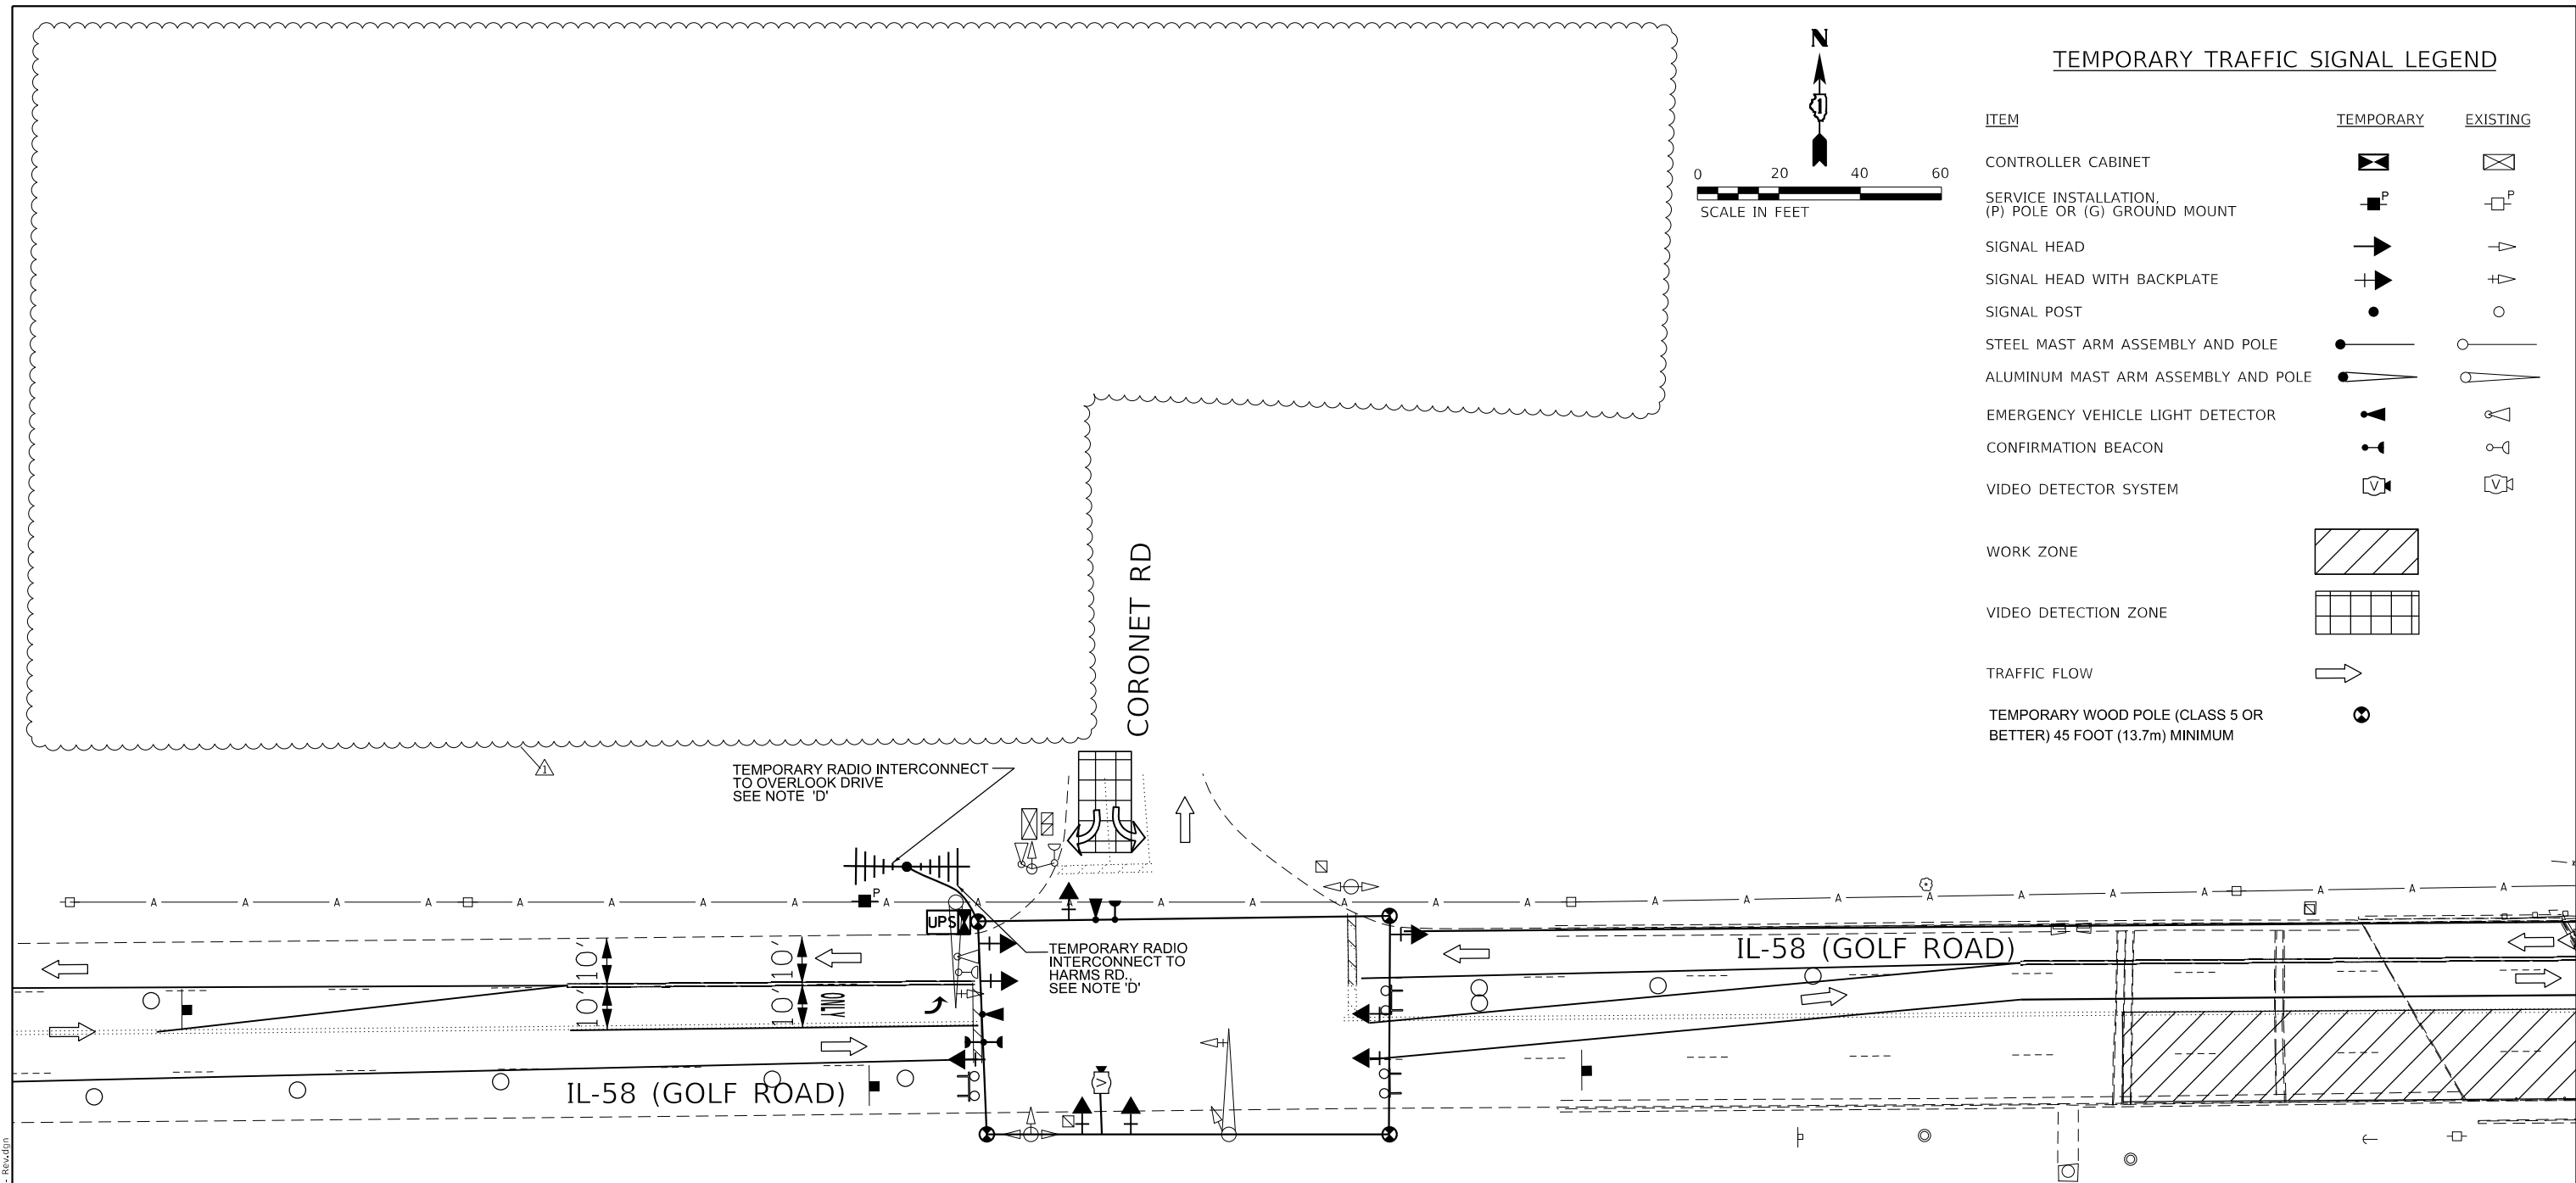 N
1
0 20 40 60
SCALE IN FEET
TEMPORARY TRAFFIC SIGNAL LEGEND
ITEM TEMPORARY EXISTING
CONTROLLER CABINET
SERVICE INSTALLATION, P P
(P) POLE OR (G) GROUND MOUNT
SIGNAL HEAD
SIGNAL HEAD WITH BACKPLATE
SIGNAL POST
STEEL MAST ARM ASSEMBLY AND POLE
ALUMINUM MAST ARM ASSEMBLY AND POLE
EMERGENCY VEHICLE LIGHT DETECTOR
CONFIRMATION BEACON
VIDEO DETECTOR SYSTEM V V
WORK ZONE
VIDEO DETECTION ZONE
TRAFFIC FLOW
TEMPORARY WOOD POLE (CLASS 5 OR
BETTER) 45 FOOT (13.7m) MINIMUM
CORONET RD
1
TEMPORARY RADIO INTERCONNECT
TO OVERLOOK DRIVE
SEE NOTE 'D'
P
A A A A A A A A A A A A A A A A A A A A A A A A A A A
UPS
TEMPORARY RADIO
INTERCONNECT TO
HARMS RD.,
SEE NOTE 'D'
10' 10'
10' 10'
ONLY
IL-58 (GOLF ROAD)
V
IL-58 (GOLF ROAD)
- Rev.dgn